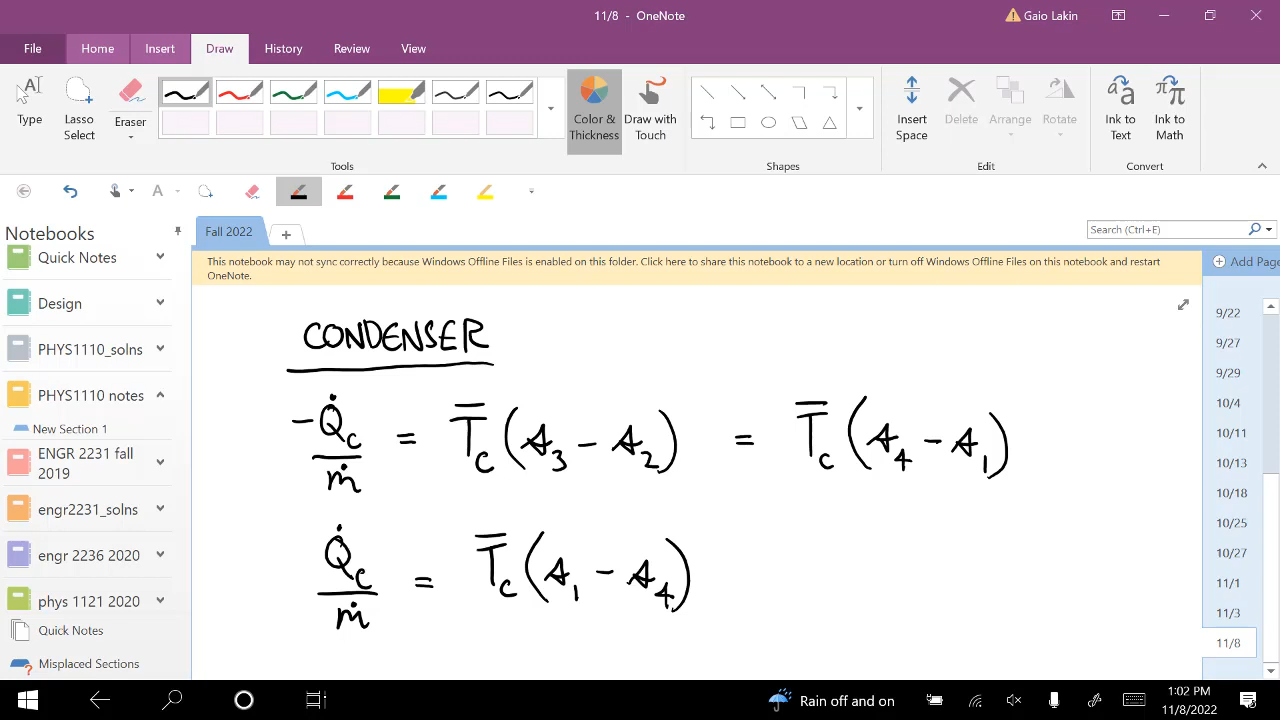 11/8 - OneNote
Gaio Lakin
File Home Insert Draw History Review View
Type
Lasso Select
Eraser
Color & Thickness
Draw with Touch
Insert Space
Delete
Arrange
Rotate
Ink to Text
Ink to Math
Tools
Shapes
Edit
Convert
Notebooks
Fall 2022
Search (Ctrl+E)
Quick Notes
Design
PHYS1110_solns
PHYS1110 notes
New Section 1
ENGR 2231 fall 2019
engr2231_solns
engr 2236 2020
phys 1121 2020
Quick Notes
Misplaced Sections
This notebook may not sync correctly because Windows Offline Files is enabled on this folder. Click here to share this notebook to a new location or turn off Windows Offline Files on this notebook and restart
OneNote.
Add Page
9/22
9/27
9/29
10/4
10/11
10/13
10/18
10/25
10/27
11/1
11/3
11/8
CONDENSER
-Q̇c/ṁ = T̿c (s3 - s2) = T̿c (s4 - s1)
Q̇c/ṁ = T̿c (s1 - s4)
Rain off and on
1:02 PM
11/8/2022